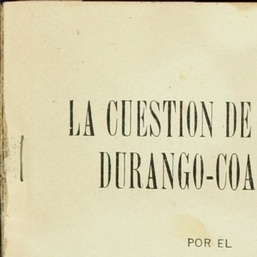 LA CUESTION DE
DURANGO-COA
POR EL